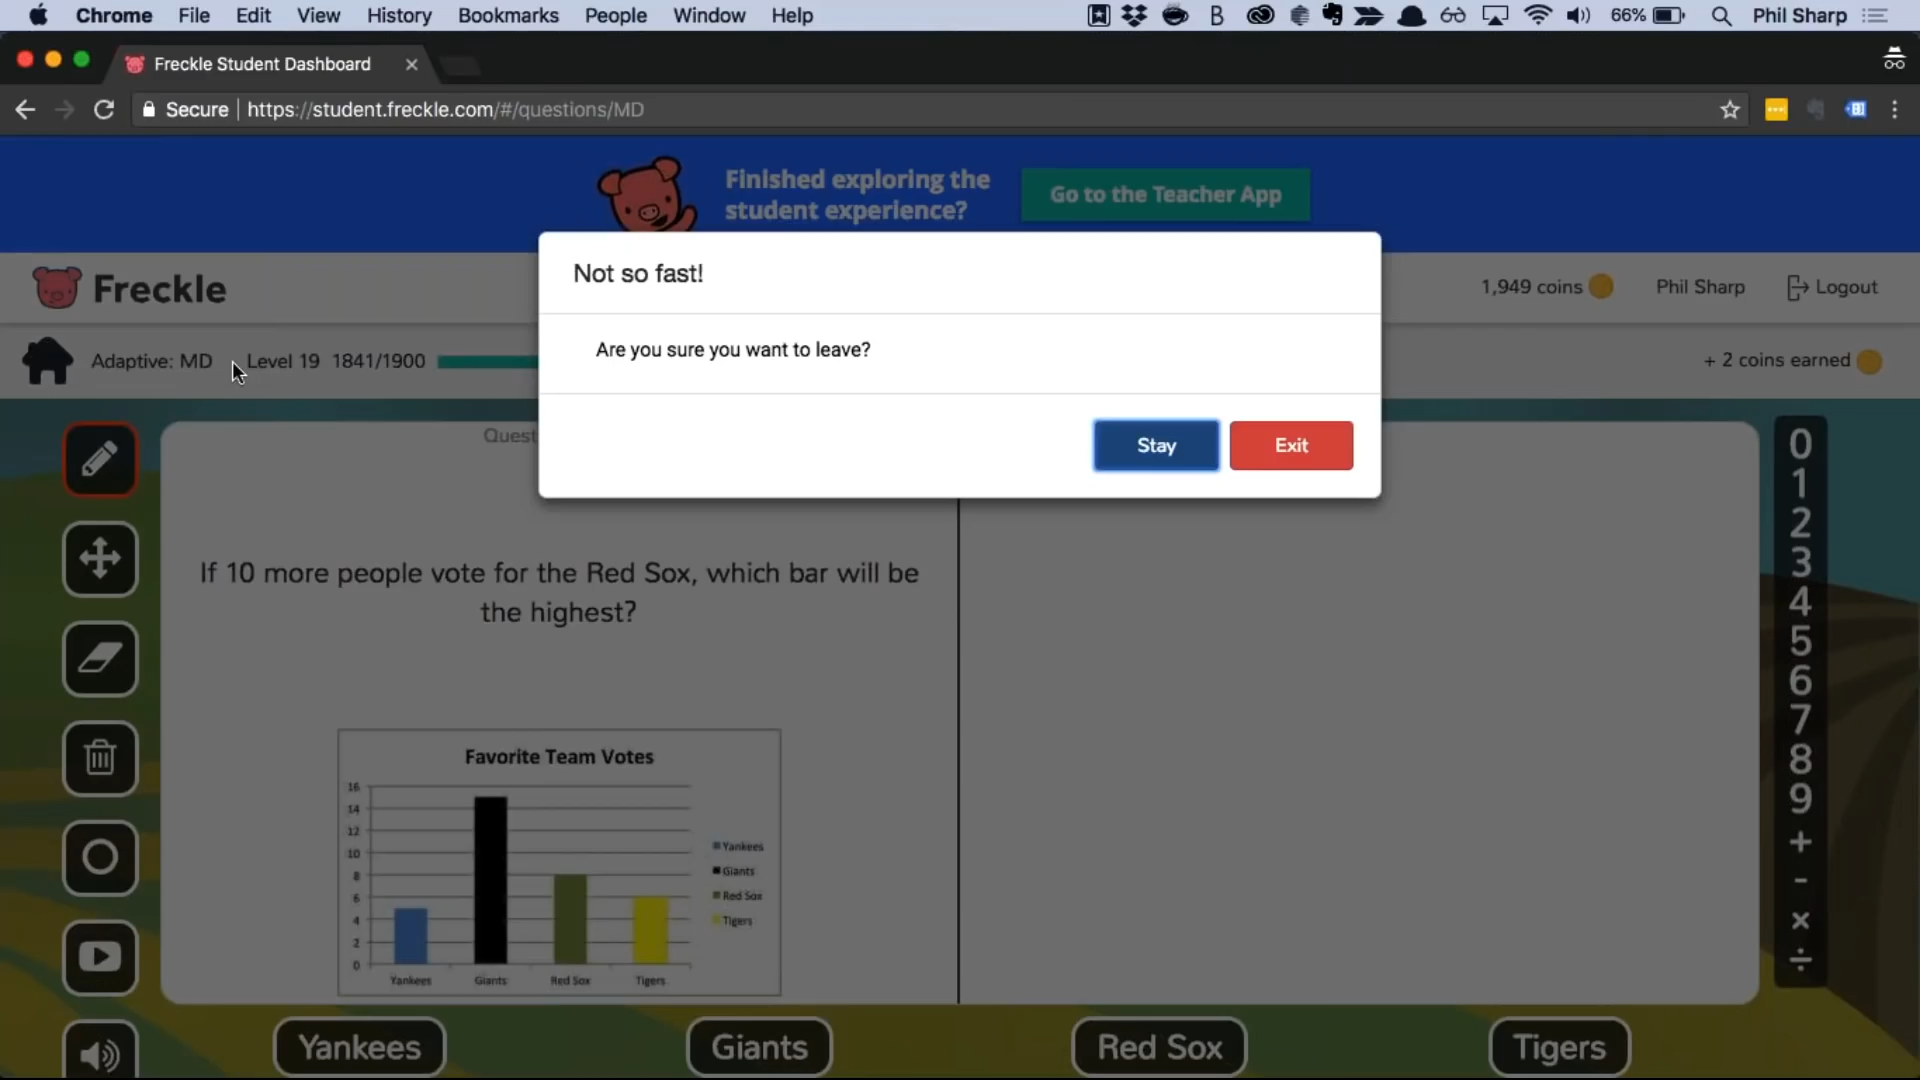 Chrome File Edit View History Bookmarks People Window Help 66% Phil Sharp
Freckle Student Dashboard
Secure https://student.freckle.com/#/questions/MD
Finished exploring the
student experience?
Go to the Teacher App
Not so fast!
Freckle
1,949 coins Phil Sharp Logout
Are you sure you want to leave?
Adaptive: MD Level 19 1841/1900
+ 2 coins earned
Stay Exit
Quest
If 10 more people vote for the Red Sox, which bar will be
the highest?
Favorite Team Votes
16
14
12
10
8
6
4
2
0
Yankees
Giants
Red Sox
Tigers
Yankees Giants Red Sox Tigers
0
1
2
3
4
5
6
7
8
9
+
-
×
÷
Yankees Giants Red Sox Tigers